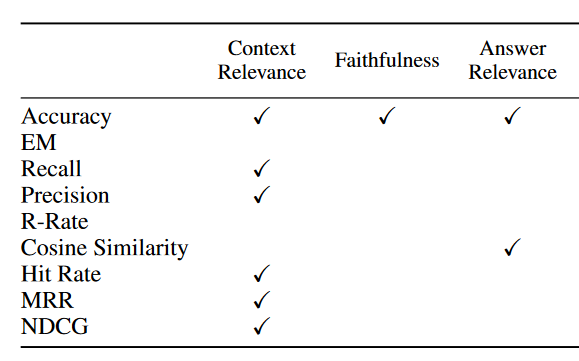 Context Relevance Faithfulness Answer Relevance
Accuracy ✓ ✓ ✓
EM
Recall ✓
Precision ✓
R-Rate
Cosine Similarity ✓
Hit Rate ✓
MRR ✓
NDCG ✓